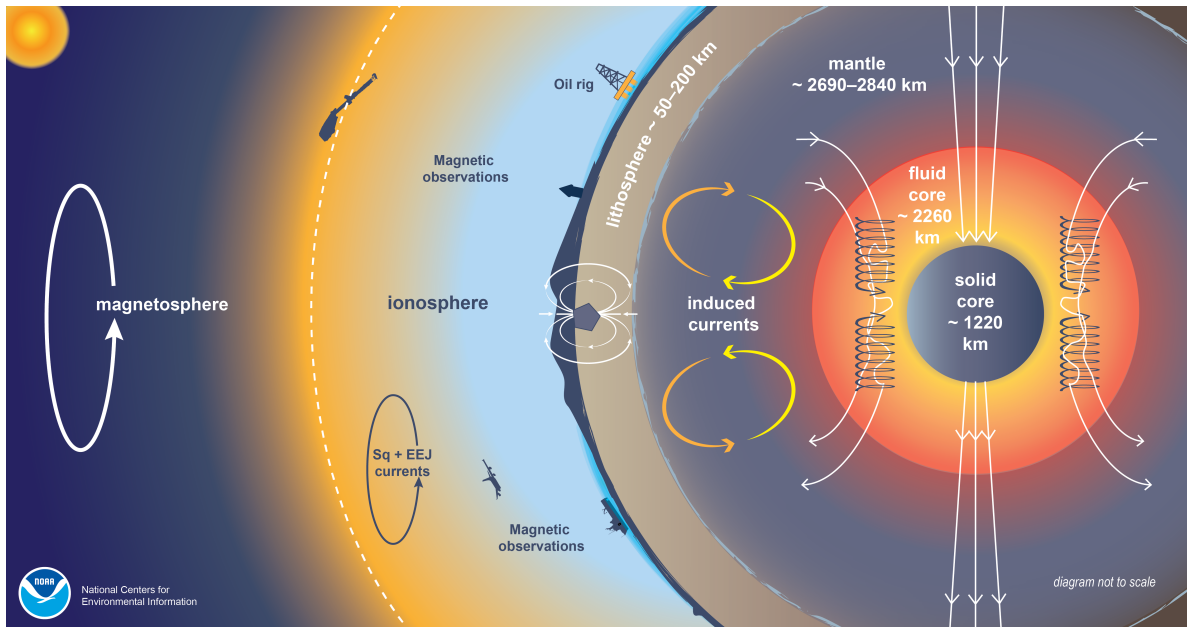 mantle
~ 2690–2840 km
Oil rig
lithosphere ~ 50–200 km
Magnetic
observations
fluid
core
~ 2260
km
solid
core
~ 1220
km
magnetosphere
ionosphere
induced
currents
Sq + EEJ
currents
Magnetic
observations
NOAA
National Centers for
Environmental Information
diagram not to scale